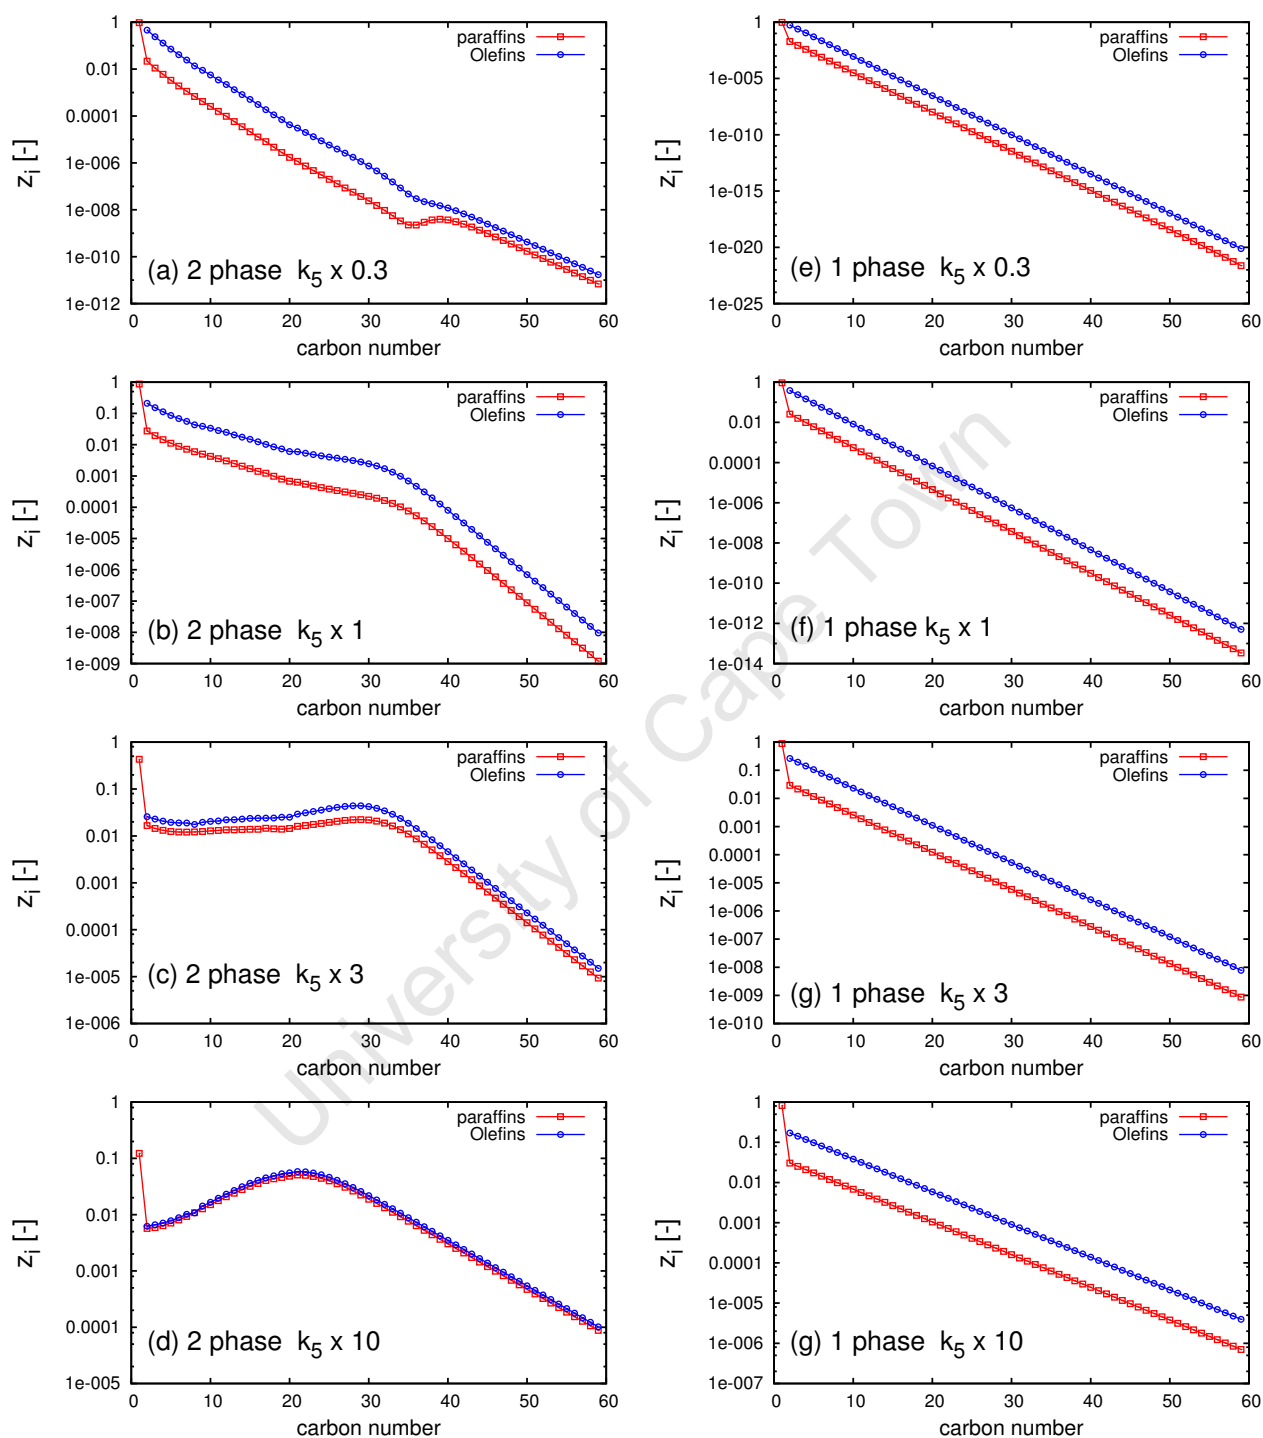 1
0.01
0.0001
1e-006
1e-008
1e-010
1e-012
0 10 20 30 40 50 60
z_i [-]
carbon number
paraffins
Olefins
(a) 2 phase k_5 x 0.3
1
1e-005
1e-010
1e-015
1e-020
1e-025
0 10 20 30 40 50 60
z_i [-]
carbon number
paraffins
Olefins
(e) 1 phase k_5 x 0.3
1
0.1
0.01
0.001
0.0001
1e-005
1e-006
1e-007
1e-008
1e-009
0 10 20 30 40 50 60
z_i [-]
carbon number
paraffins
Olefins
(b) 2 phase k_5 x 1
1
0.01
0.0001
1e-006
1e-008
1e-010
1e-012
1e-014
0 10 20 30 40 50 60
z_i [-]
carbon number
paraffins
Olefins
(f) 1 phase k_5 x 1
1
0.1
0.01
0.001
0.0001
1e-005
1e-006
0 10 20 30 40 50 60
z_i [-]
carbon number
paraffins
Olefins
(c) 2 phase k_5 x 3
1
0.1
0.01
0.001
0.0001
1e-005
1e-006
1e-007
1e-008
1e-009
1e-010
0 10 20 30 40 50 60
z_i [-]
carbon number
paraffins
Olefins
(g) 1 phase k_5 x 3
1
0.1
0.01
0.001
0.0001
1e-005
0 10 20 30 40 50 60
z_i [-]
carbon number
paraffins
Olefins
(d) 2 phase k_5 x 10
1
0.1
0.01
0.001
0.0001
1e-005
1e-006
1e-007
0 10 20 30 40 50 60
z_i [-]
carbon number
paraffins
Olefins
(g) 1 phase k_5 x 10
University of Cape Town